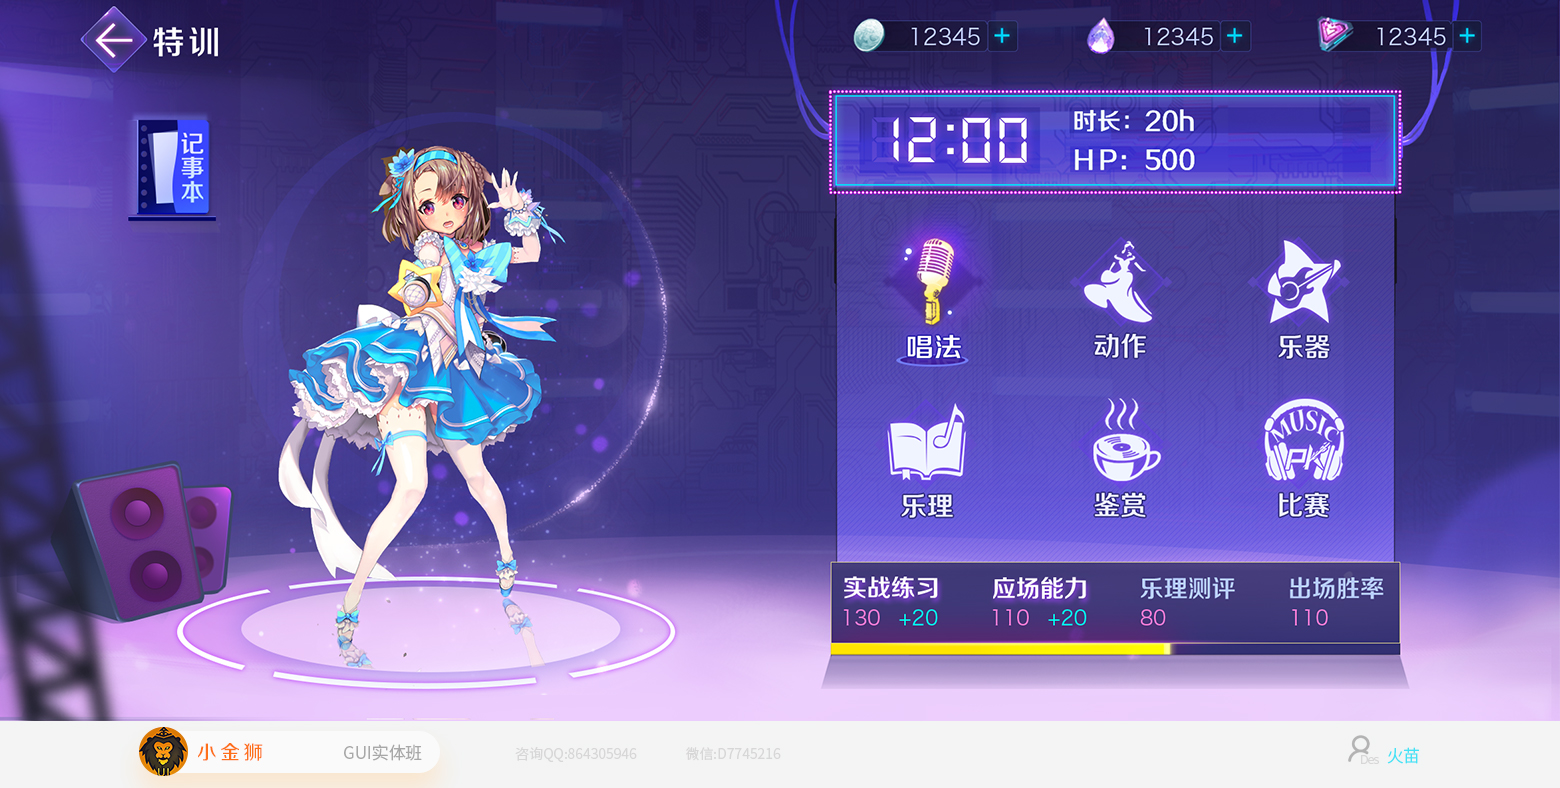 特训
12345 +
12345 +
12345 +
记事本
12:00
时长：20h
HP：500
唱法
动作
乐器
乐理
鉴赏
MUSIC
PK
比赛
实战练习
应场能力
乐理测评
出场胜率
130 +20
110 +20
80
110
UI
小金狮
GUI实体班
咨询QQ:864305946
微信:D7745216
Des
火苗